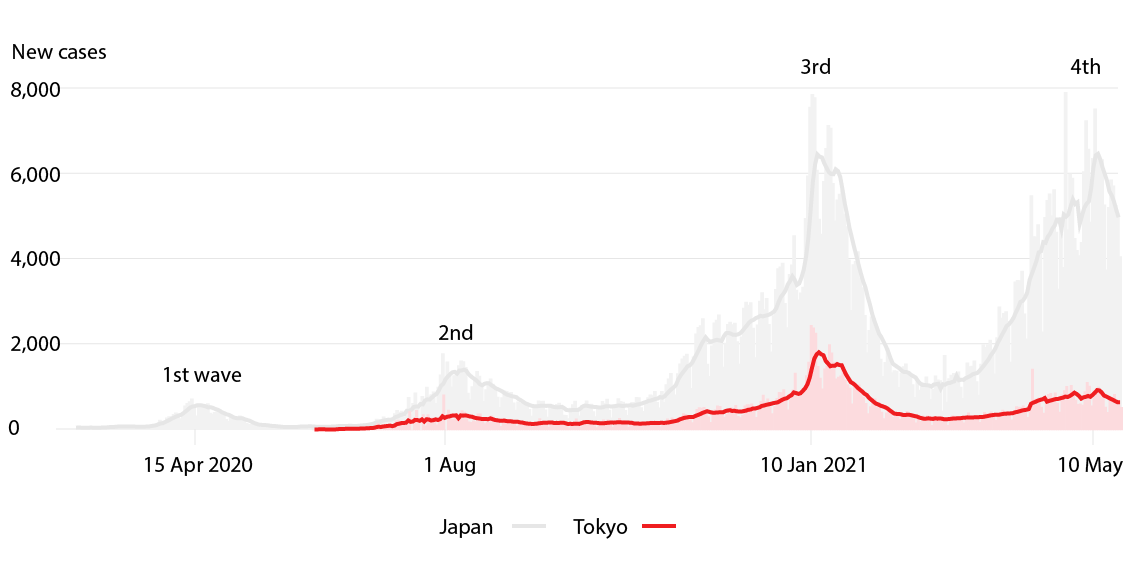 New cases
8,000
6,000
4,000
2,000
0
1st wave
2nd
3rd
4th
15 Apr 2020
1 Aug
10 Jan 2021
10 May
Japan
Tokyo